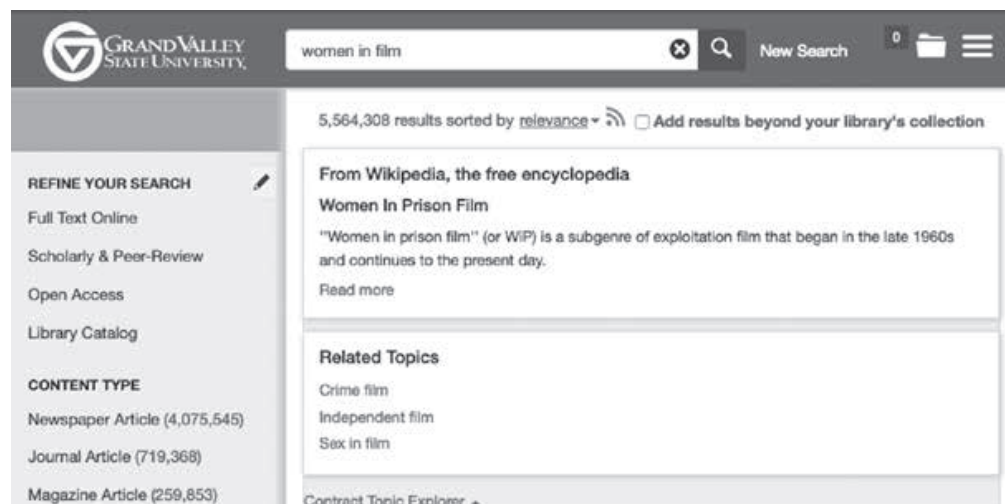 GRAND VALLEY
STATE UNIVERSITY
women in film
New Search
0
5,564,308 results sorted by relevance
Add results beyond your library's collection
REFINE YOUR SEARCH
Full Text Online
Scholarly & Peer-Review
Open Access
Library Catalog
CONTENT TYPE
Newspaper Article (4,075,545)
Journal Article (719,368)
Magazine Article (259,853)
From Wikipedia, the free encyclopedia
Women In Prison Film
"Women in prison film" (or WiP) is a subgenre of exploitation film that began in the late 1960s
and continues to the present day.
Read more
Related Topics
Crime film
Independent film
Sex in film
Contract Topic Explorer